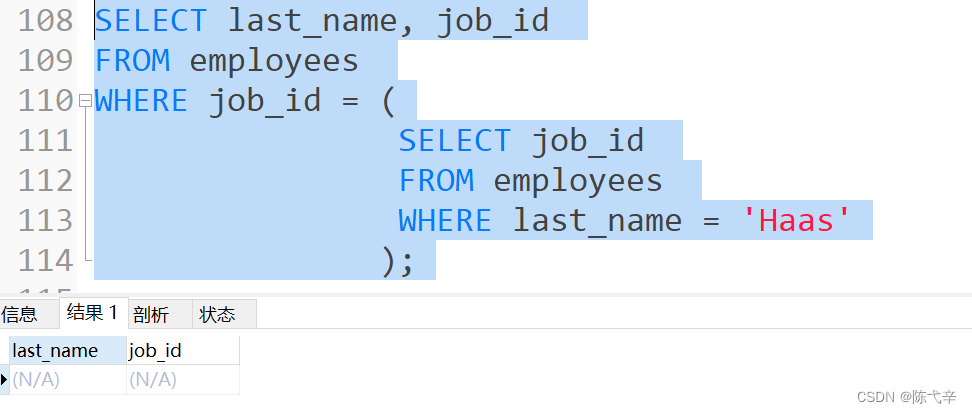 108 SELECT last_name, job_id
109 FROM employees
110 WHERE job_id = (
111 SELECT job_id
112 FROM employees
113 WHERE last_name = 'Haas'
114 );
信息 结果 1 剖析 状态
last_name job_id
(N/A) (N/A)
CSDN @陈弋辛